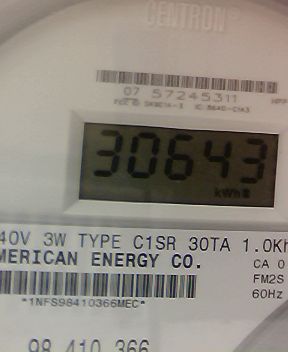 CENTRON®
07 57245311
30643
kWh
40V 3W TYPE C1SR 30TA 1.0Kh
MERICAN ENERGY CO.
CA 0
FM2S
*1NFS98410366MEC*
60Hz
98 410 366